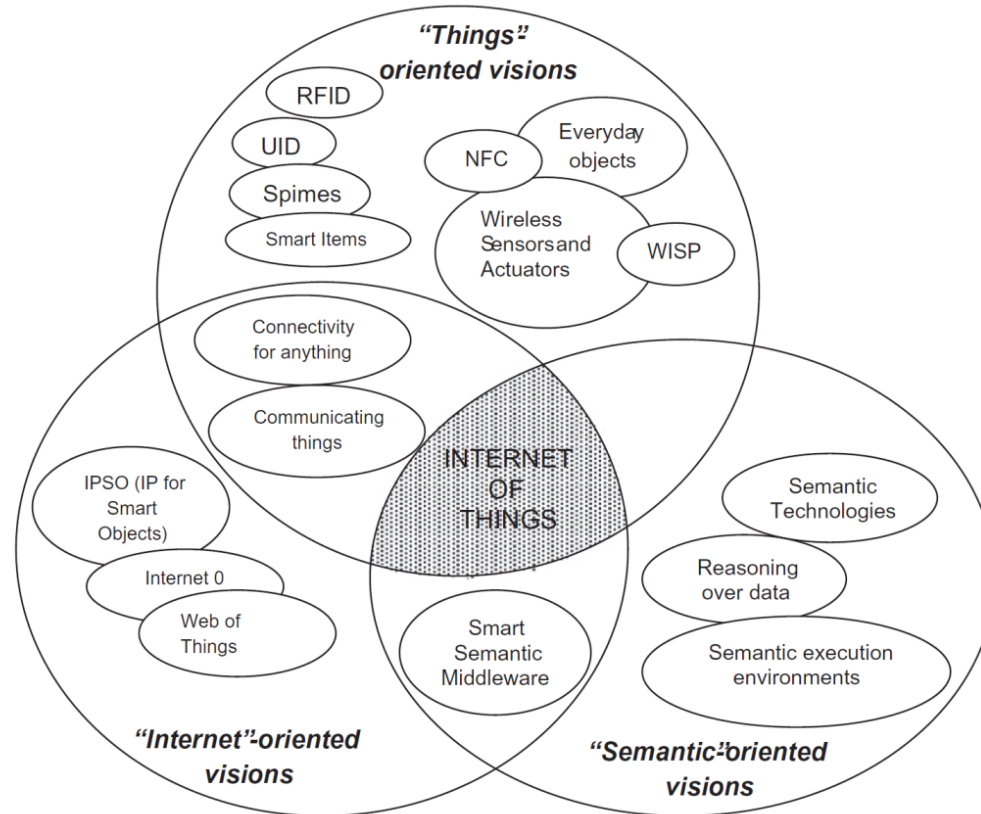 “Things”-
oriented visions
RFID
UID
Spimes
Smart Items
Everyday
objects
NFC
Wireless
Sensors and
Actuators
WISP
Connectivity
for anything
Communicating
things
INTERNET
OF
THINGS
IPSO (IP for
Smart
Objects)
Internet 0
Web of
Things
Semantic
Technologies
Reasoning
over data
Semantic execution
environments
Smart
Semantic
Middleware
“Internet”-oriented
visions
“Semantic”-oriented
visions